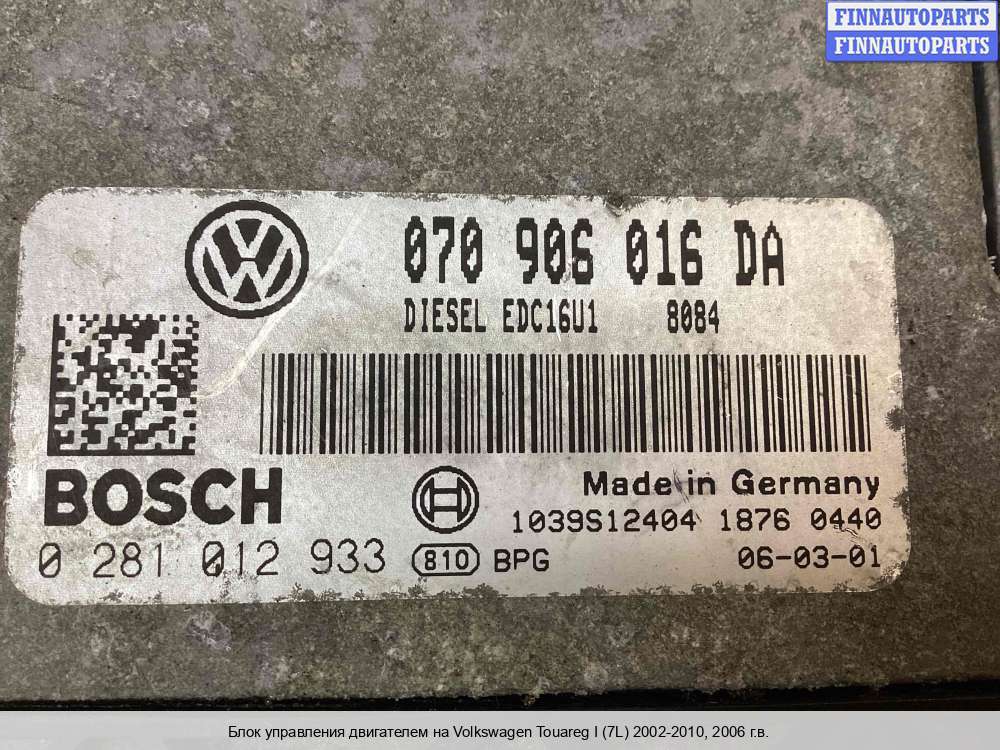 FINNAUTOPARTS
FINNAUTOPARTS
070 906 016 DA
DIESEL EDC16U1 8084
BOSCH
Made in Germany
1039S12404 1876 0440
0 281 012 933 810 BPG 06-03-01
Блок управления двигателем на Volkswagen Touareg I (7L) 2002-2010, 2006 г.в.